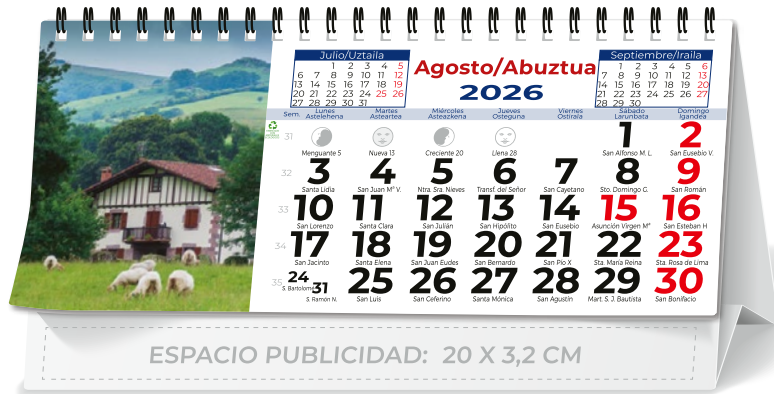 Julio/Uztaila
1 2 3 4 5
6 7 8 9 10 11 12
13 14 15 16 17 18 19
20 21 22 23 24 25 26
27 28 29 30 31
Agosto/Abuztua
2026
Septiembre/Iraila
1 2 3 4 5 6
7 8 9 10 11 12 13
14 15 16 17 18 19 20
21 22 23 24 25 26 27
28 29 30
Sem. Lunes Martes Miércoles Jueves Viernes Sábado Domingo
Astelehena Asteartea Asteazkena Osteguna Ostirala Larunbata Igandea
31 1 2
Menguante 5 Nueva 13 Creciente 20 Llena 28 San Alfonso M. L. San Eusebio V.
32 3 4 5 6 7 8 9
Santa Lidia San Juan Mª V. Ntra. Sra. Nieves Transf. del Señor San Cayetano Sto. Domingo G. San Román
33 10 11 12 13 14 15 16
San Lorenzo Santa Clara San Julián San Hipólito San Eusebio Asunción Virgen Mª San Esteban H
34 17 18 19 20 21 22 23
San Jacinto Santa Elena San Juan Eudes San Bernardo San Pío X Sta. María Reina Sta. Rosa de Lima
35 24 31 25 26 27 28 29 30
S. Bartolomé S. Ramón N. San Luis San Ceferino Santa Mónica San Agustín Mart. S. J. Bautista San Bonifacio
ESPACIO PUBLICIDAD: 20 X 3,2 CM